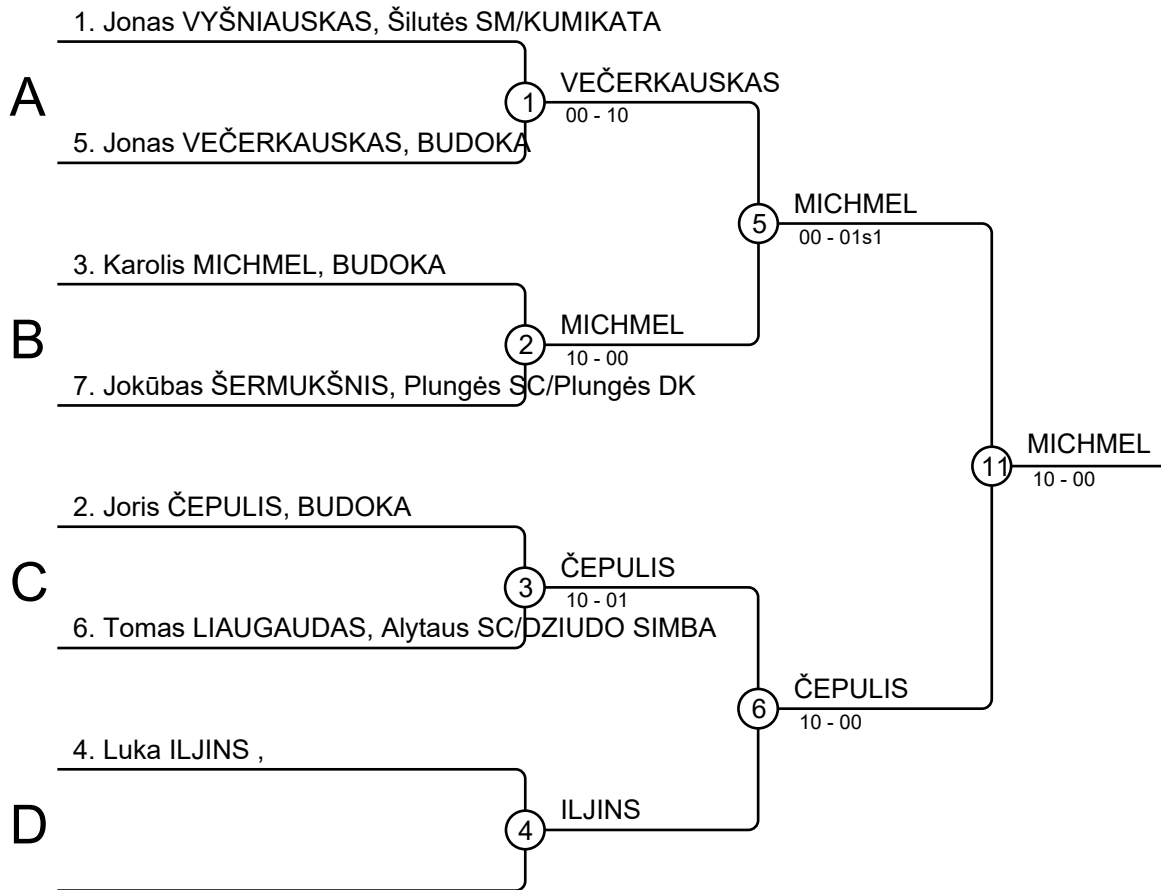 1. Jonas VYŠNIAUSKAS, Šilutės SM/KUMIKATA
A
1
VEČERKAUSKAS
00 - 10
5. Jonas VEČERKAUSKAS, BUDOKA
5
MICHMEL
00 - 01s1
3. Karolis MICHMEL, BUDOKA
B
2
MICHMEL
10 - 00
7. Jokūbas ŠERMUKŠNIS, Plungės SC/Plungės DK
11
MICHMEL
10 - 00
2. Joris ČEPULIS, BUDOKA
C
3
ČEPULIS
10 - 01
6. Tomas LIAUGAUDAS, Alytaus SC/DZIUDO SIMBA
6
ČEPULIS
10 - 00
4. Luka ILJINS ,
D
4
ILJINS